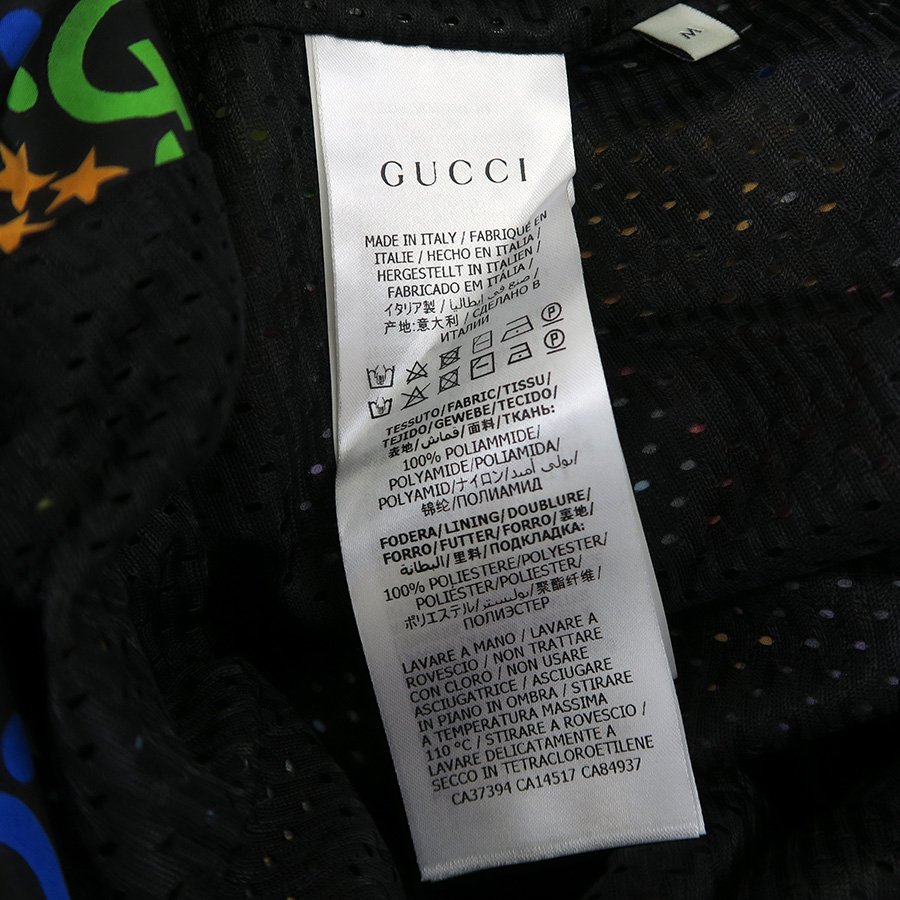 M
GUCCI
MADE IN ITALY / FABRIQUÉ EN
ITALIE / HECHO EN ITALIA /
HERGESTELLT IN ITALIEN /
FABRICADO EM ITÁLIA /
イタリア製 / صنع في إيطاليا /
产地:意大利 / СДЕЛАНО В
ИТАЛИИ
P
P
TESSUTO/FABRIC/TISSU/
TEJIDO/GEWEBE/TECIDO/
表地/قماش/面料/ТКАНЬ:
100% POLIAMMIDE/
POLYAMIDE/POLIAMIDA/
POLYAMID/ナイロン/بولي أميد/
锦纶/ПОЛИАМИД
FODERA/LINING/DOUBLURE/
FORRO/FUTTER/FORRO/裏地/
البطانة/里料/ПОДКЛАДКА:
100% POLIESTERE/POLYESTER/
POLIÉSTER/POLIESTER/
ポリエステル/بوليستر/聚酯纤维/
ПОЛИЭСТЕР
LAVARE A MANO / LAVARE A
ROVESCIO / NON TRATTARE
CON CLORO / NON USARE
ASCIUGATRICE / ASCIUGARE
IN PIANO IN OMBRA / STIRARE
A TEMPERATURA MASSIMA
110 °C / STIRARE A ROVESCIO /
LAVARE DELICATAMENTE A
SECCO IN TETRACLOROETILENE
CA37394 CA14517 CA84937